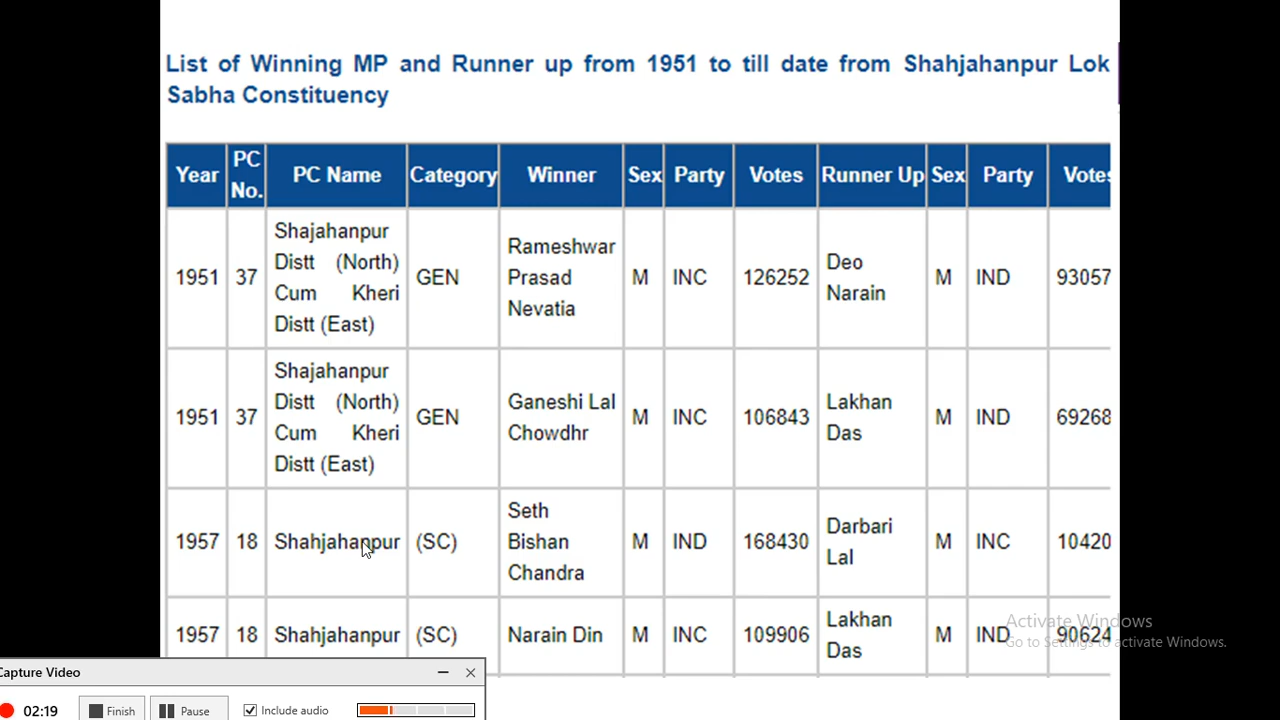 List of Winning MP and Runner up from 1951 to till date from Shahjahanpur Lok
Sabha Constituency
Year PC No. PC Name Category Winner Sex Party Votes Runner Up Sex Party Votes
1951 37 Shajahanpur Distt (North) Cum Kheri Distt (East) GEN Rameshwar Prasad Nevatia M INC 126252 Deo Narain M IND 93057
1951 37 Shajahanpur Distt (North) Cum Kheri Distt (East) GEN Ganeshi Lal Chowdhr M INC 106843 Lakhan Das M IND 69268
1957 18 Shahjahanpur (SC) Seth Bishan Chandra M IND 168430 Darbari Lal M INC 10420
1957 18 Shahjahanpur (SC) Narain Din M INC 109906 Lakhan Das M IND 90624
Activate Windows
Go to Settings to activate Windows.
Capture Video
02:19 Finish Pause Include audio